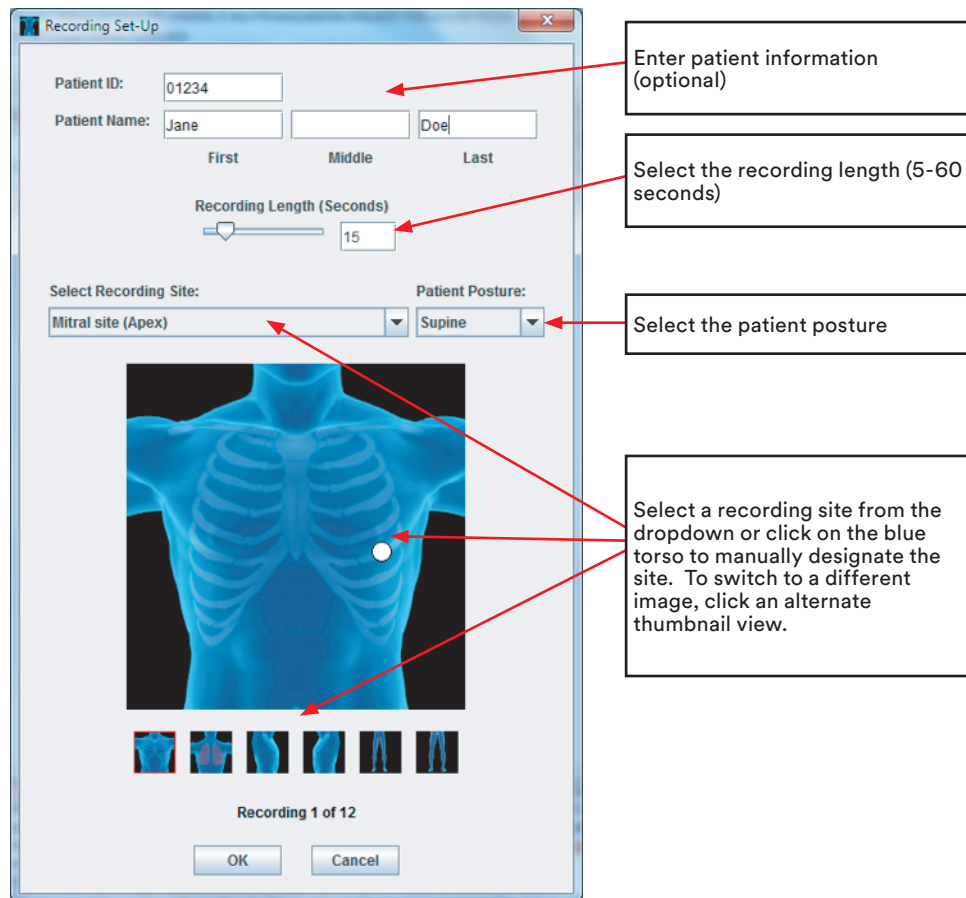 Recording Set-Up
Enter patient information
(optional)
Patient ID:
01234
Patient Name:
Jane
Doe
First
Middle
Last
Select the recording length (5-60
seconds)
Recording Length (Seconds)
15
Select Recording Site:
Patient Posture:
Mitral site (Apex)
Supine
Select the patient posture
Select a recording site from the
dropdown or click on the blue
torso to manually designate the
site.  To switch to a different
image, click an alternate
thumbnail view.
Recording 1 of 12
OK
Cancel